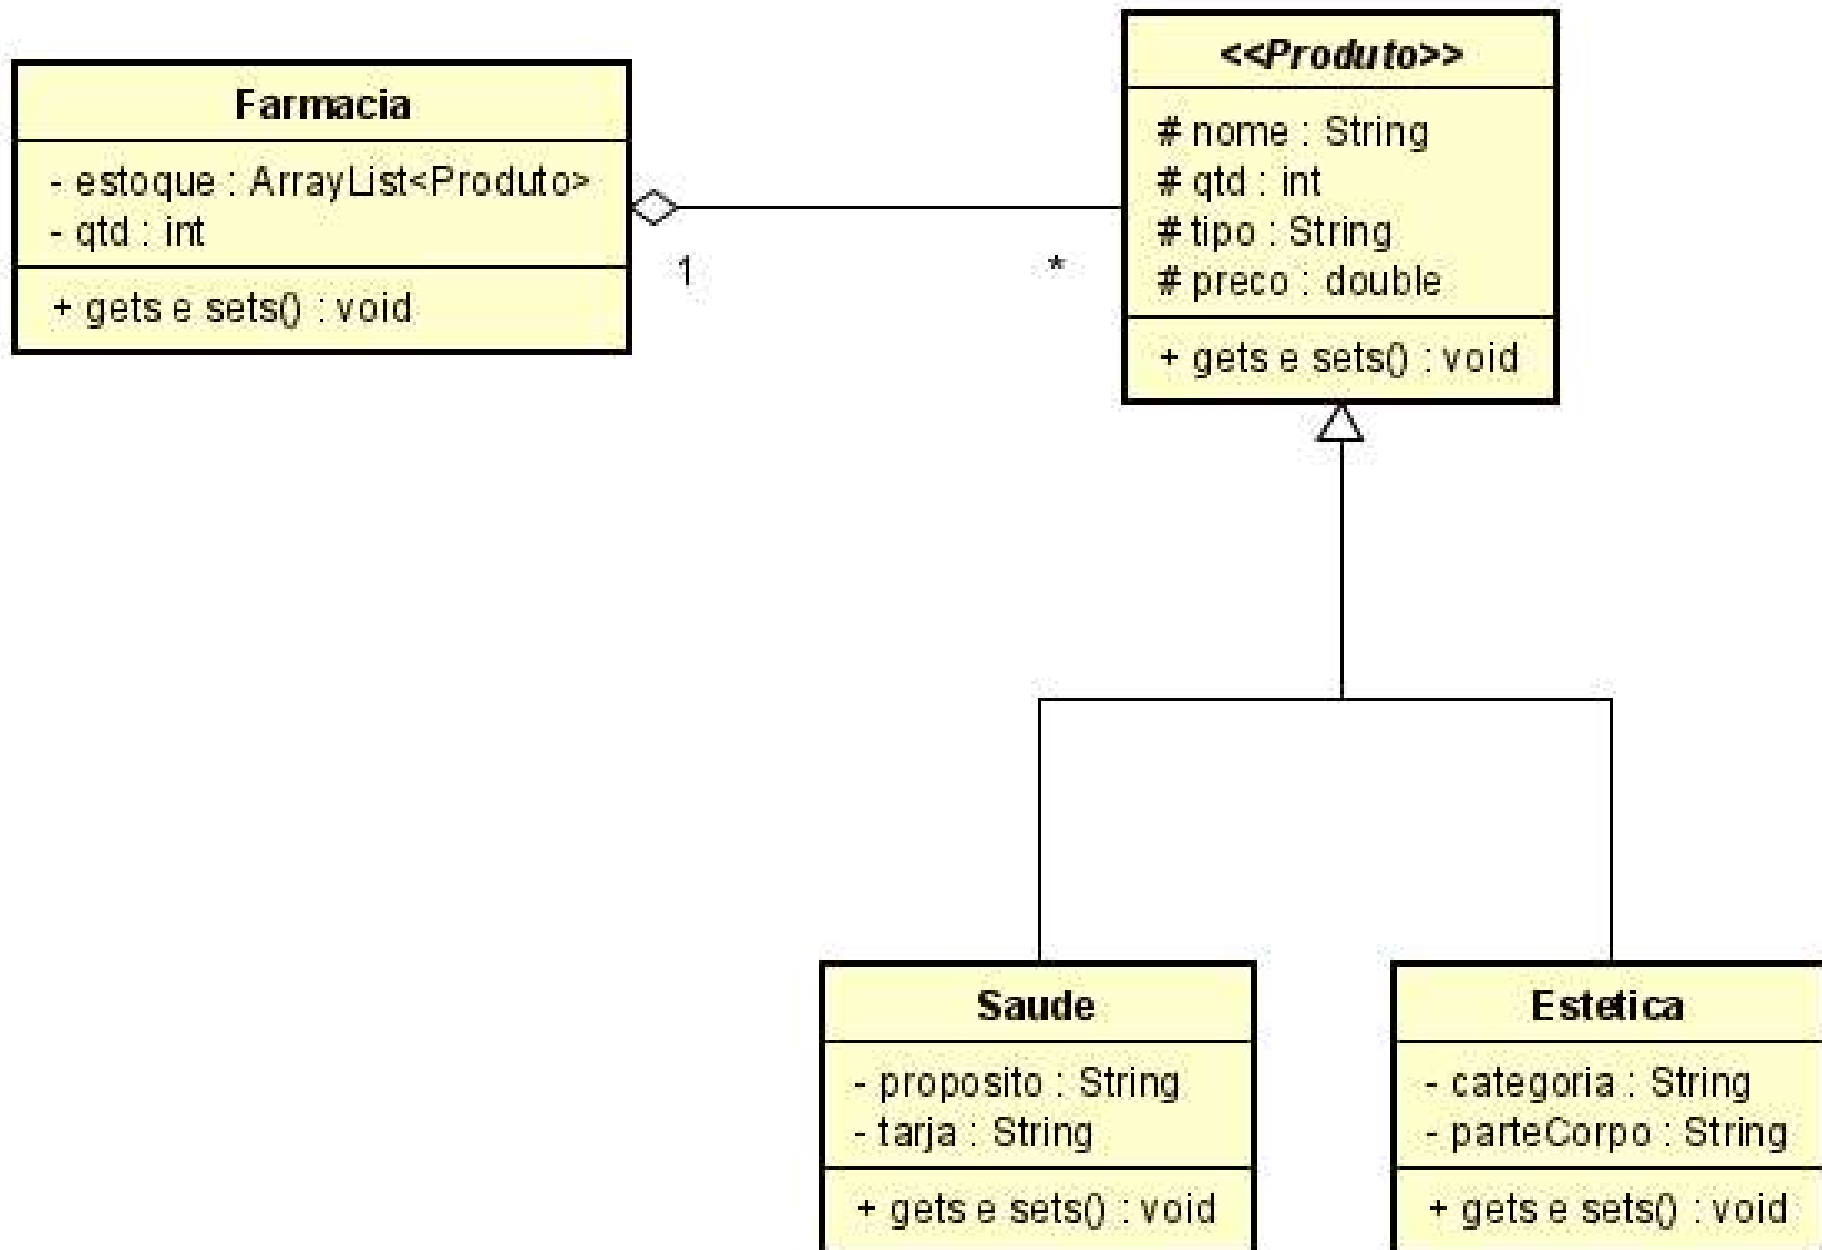 Farmacia
- estoque : ArrayList<Produto>
- qtd : int
+ gets e sets() : void
1
*
<<Produto>>
# nome : String
# qtd : int
# tipo : String
# preco : double
+ gets e sets() : void
Saude
- proposito : String
- tarja : String
+ gets e sets() : void
Estetica
- categoria : String
- parteCorpo : String
+ gets e sets() : void